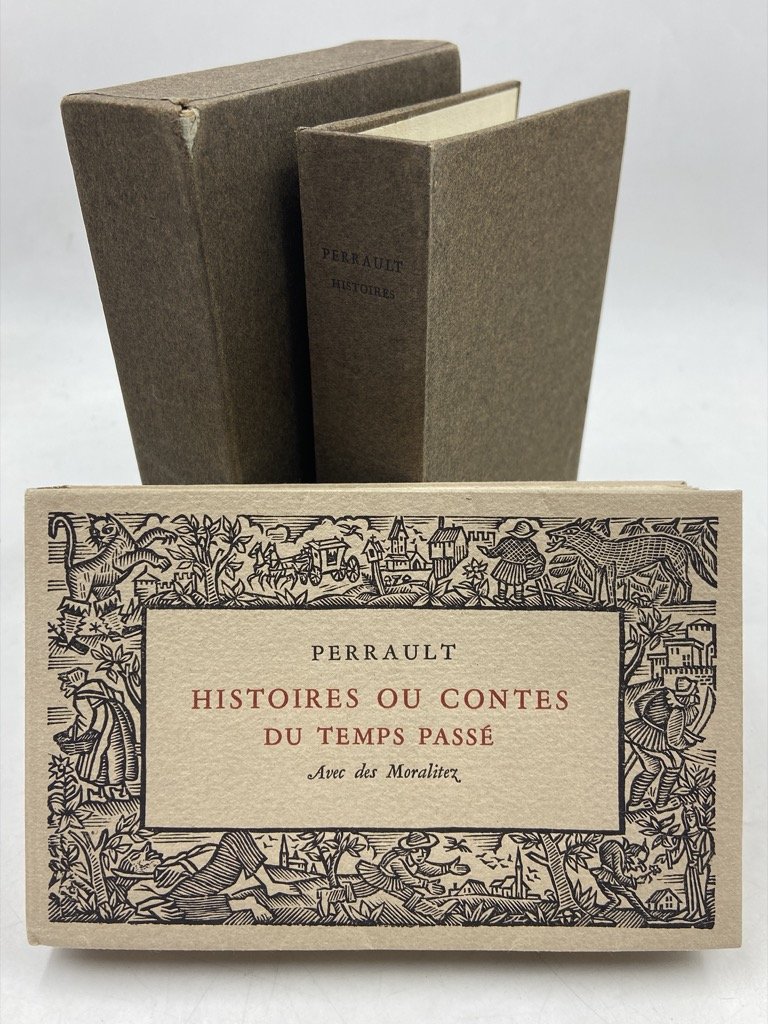 PERRAULT
HISTOIRES
PERRAULT
HISTOIRES OU CONTES
DU TEMPS PASSÉ
Avec des Moralitez